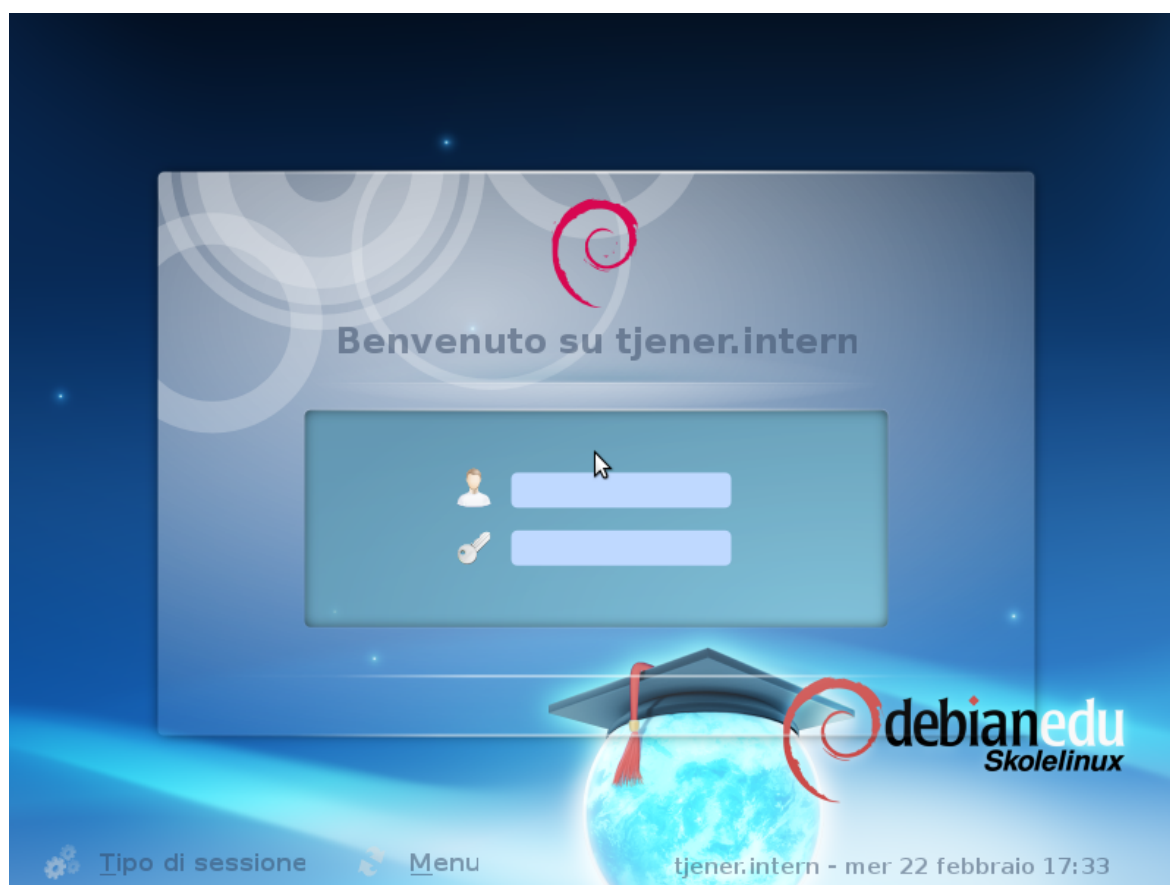 Benvenuto su tjener.intern
debianedu
Skolelinux
Tipo di sessione
Menu
tjener.intern - mer 22 febbraio 17:33